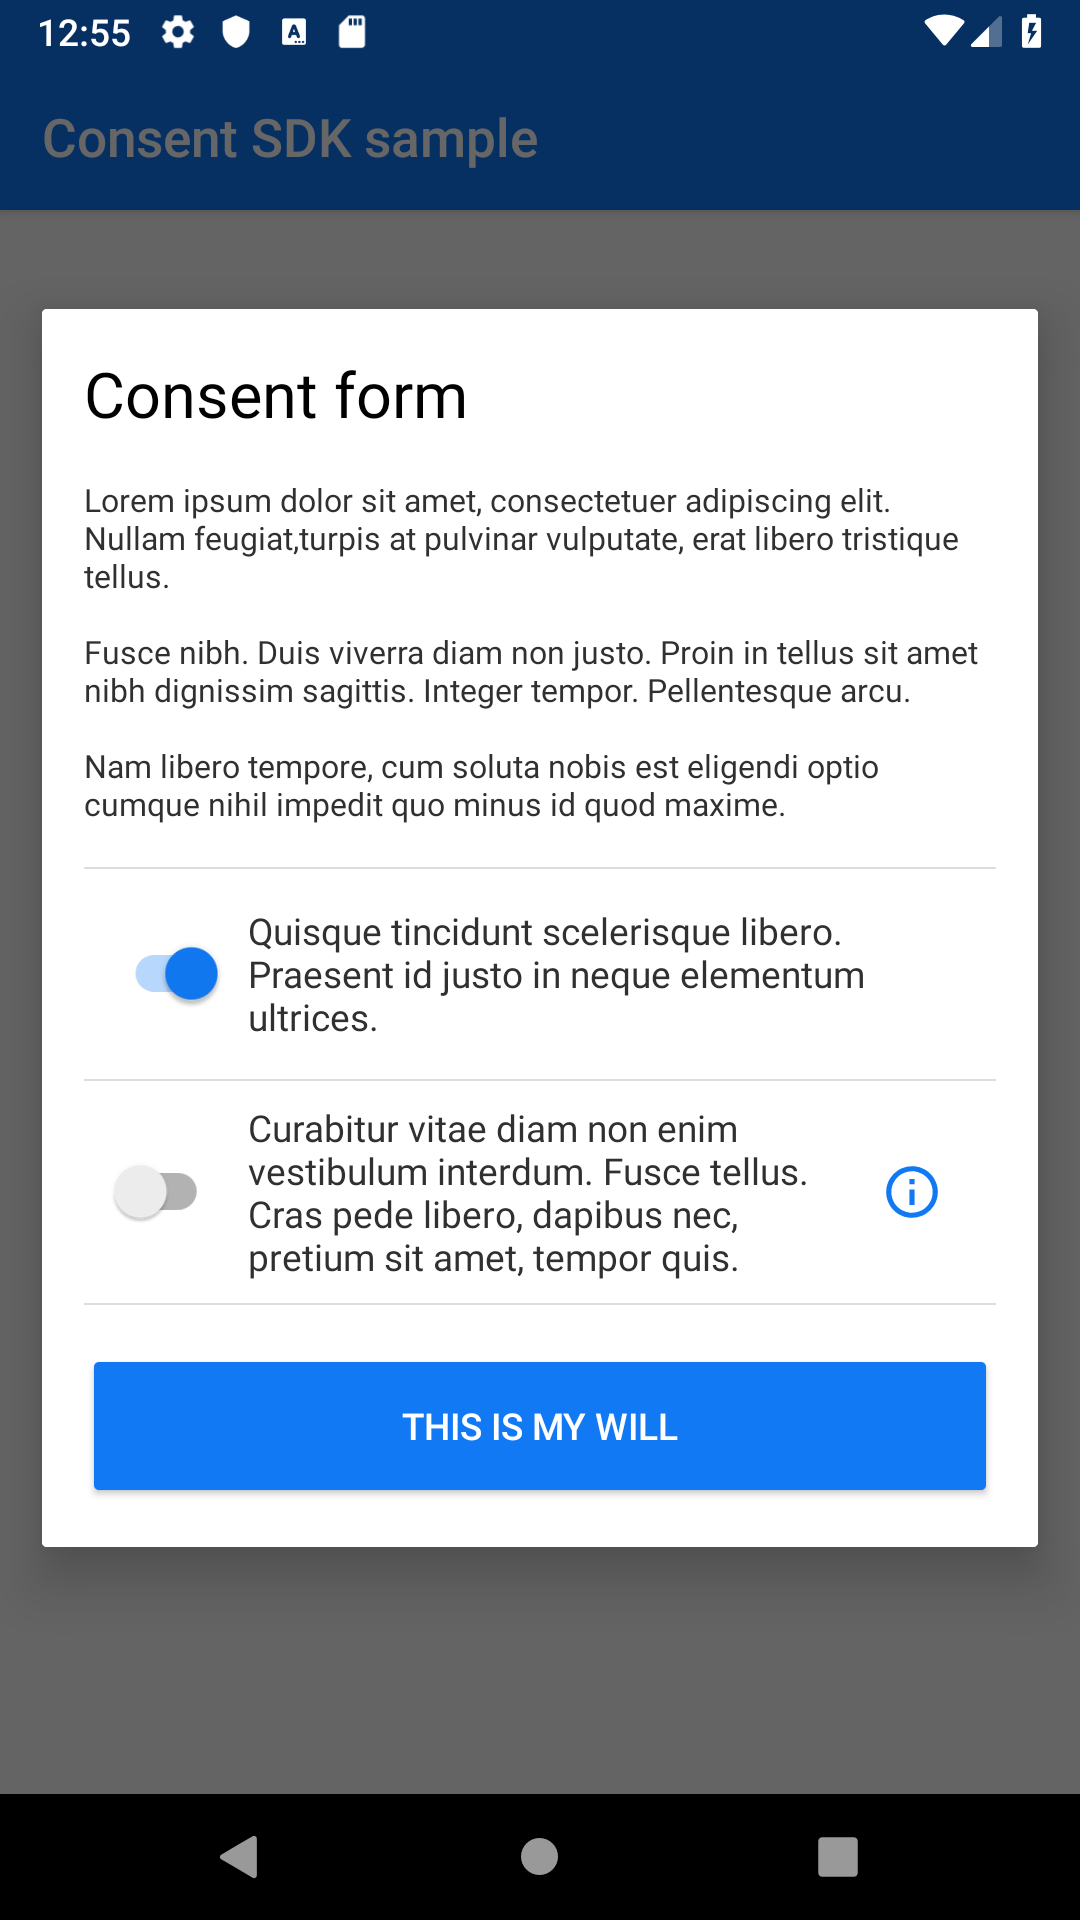 12:55
Consent SDK sample
Consent form
Lorem ipsum dolor sit amet, consectetuer adipiscing elit.
Nullam feugiat,turpis at pulvinar vulputate, erat libero tristique
tellus.
Fusce nibh. Duis viverra diam non justo. Proin in tellus sit amet
nibh dignissim sagittis. Integer tempor. Pellentesque arcu.
Nam libero tempore, cum soluta nobis est eligendi optio
cumque nihil impedit quo minus id quod maxime.
Quisque tincidunt scelerisque libero.
Praesent id justo in neque elementum
ultrices.
Curabitur vitae diam non enim
vestibulum interdum. Fusce tellus.
Cras pede libero, dapibus nec,
pretium sit amet, tempor quis.
THIS IS MY WILL